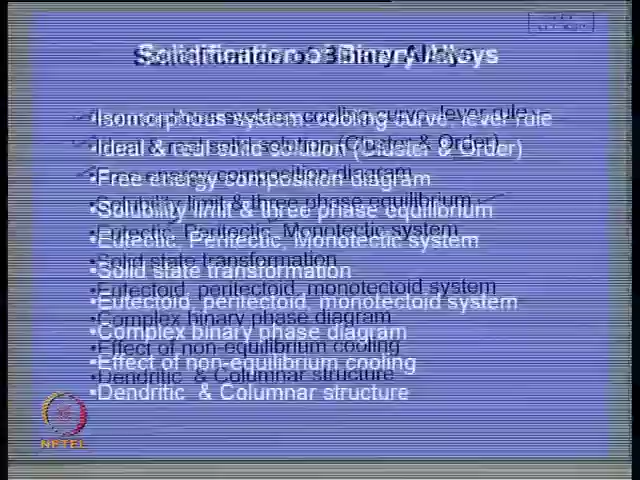 Solidification of Binary Alloys
•Isomorphous system, cooling curve, lever rule
•Ideal & real solid solution (Cluster & Order)
•Free energy composition diagram
•Solubility limit & three phase equilibrium
•Eutectic, Peritectic, Monotectic system
•Solid state transformation
•Eutectoid, peritectoid, monotectoid system
•Complex binary phase diagram
•Effect of non-equilibrium cooling
•Dendritic & Columnar structure
NPTEL